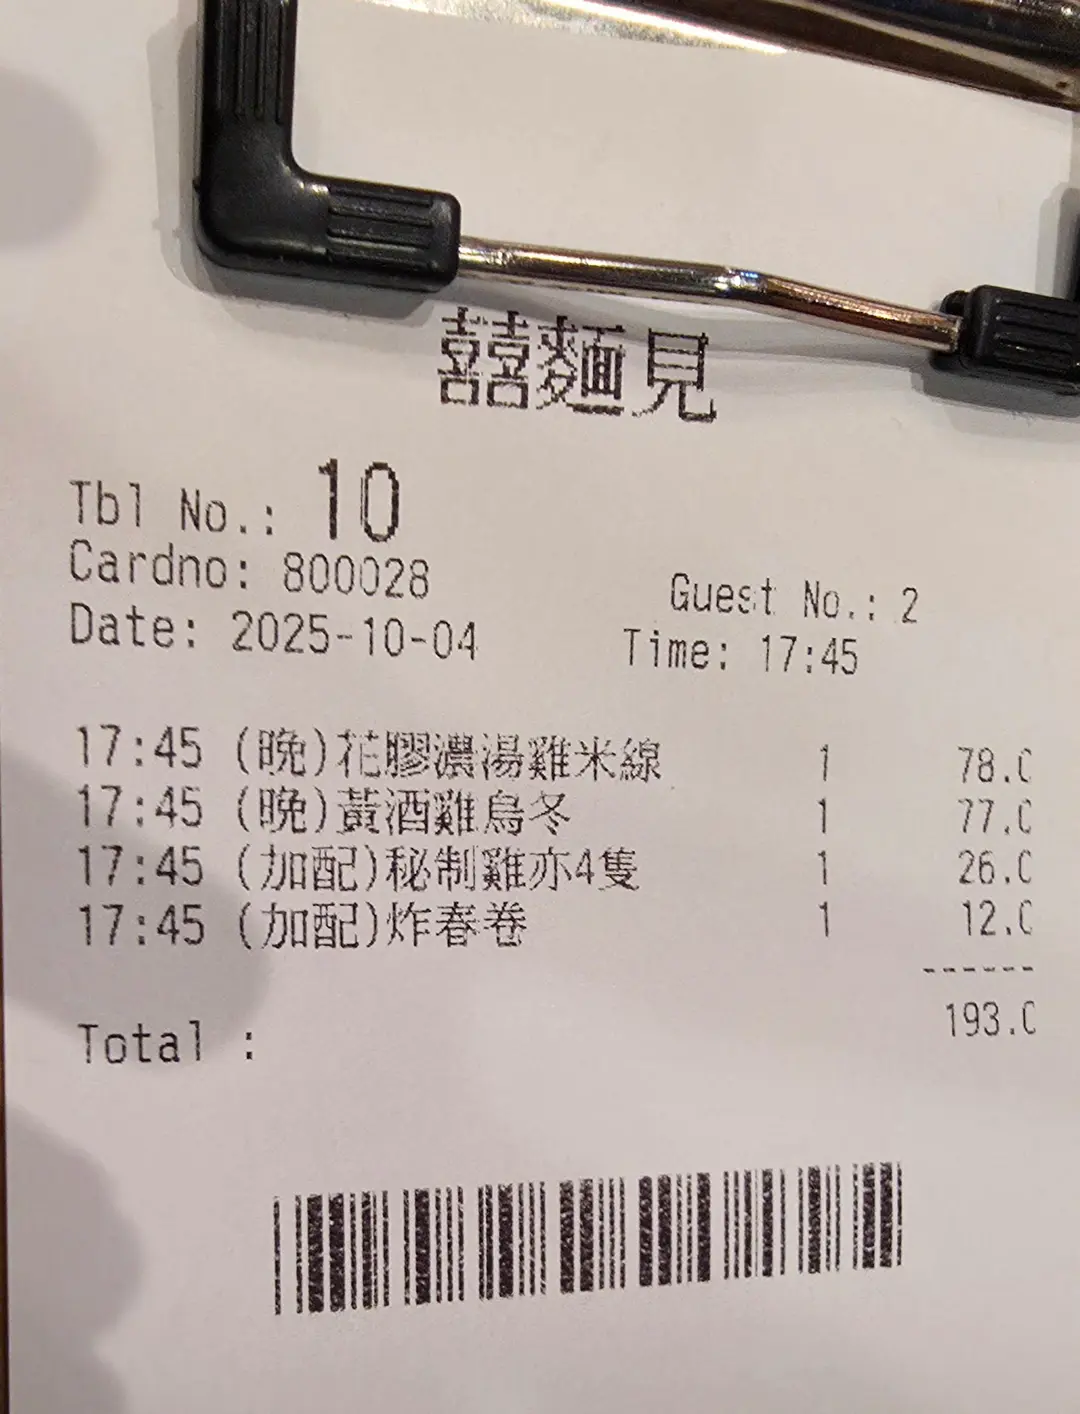 囍麵見
Tbl No.: 10
Cardno: 800028 Guest No.: 2
Date: 2025-10-04 Time: 17:45
17:45 (晚)花膠濃湯雞米線 1 78.0
17:45 (晚)黃酒雞烏冬 1 77.0
17:45 (加配)秘制雞亦4隻 1 26.0
17:45 (加配)炸春卷 1 12.0
------
Total : 193.0